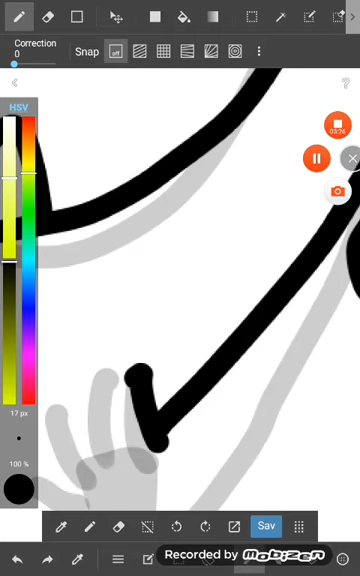 Correction
0
Snap
off
HSV
03:26
17 px
100 %
Sav
Recorded by Mobizen